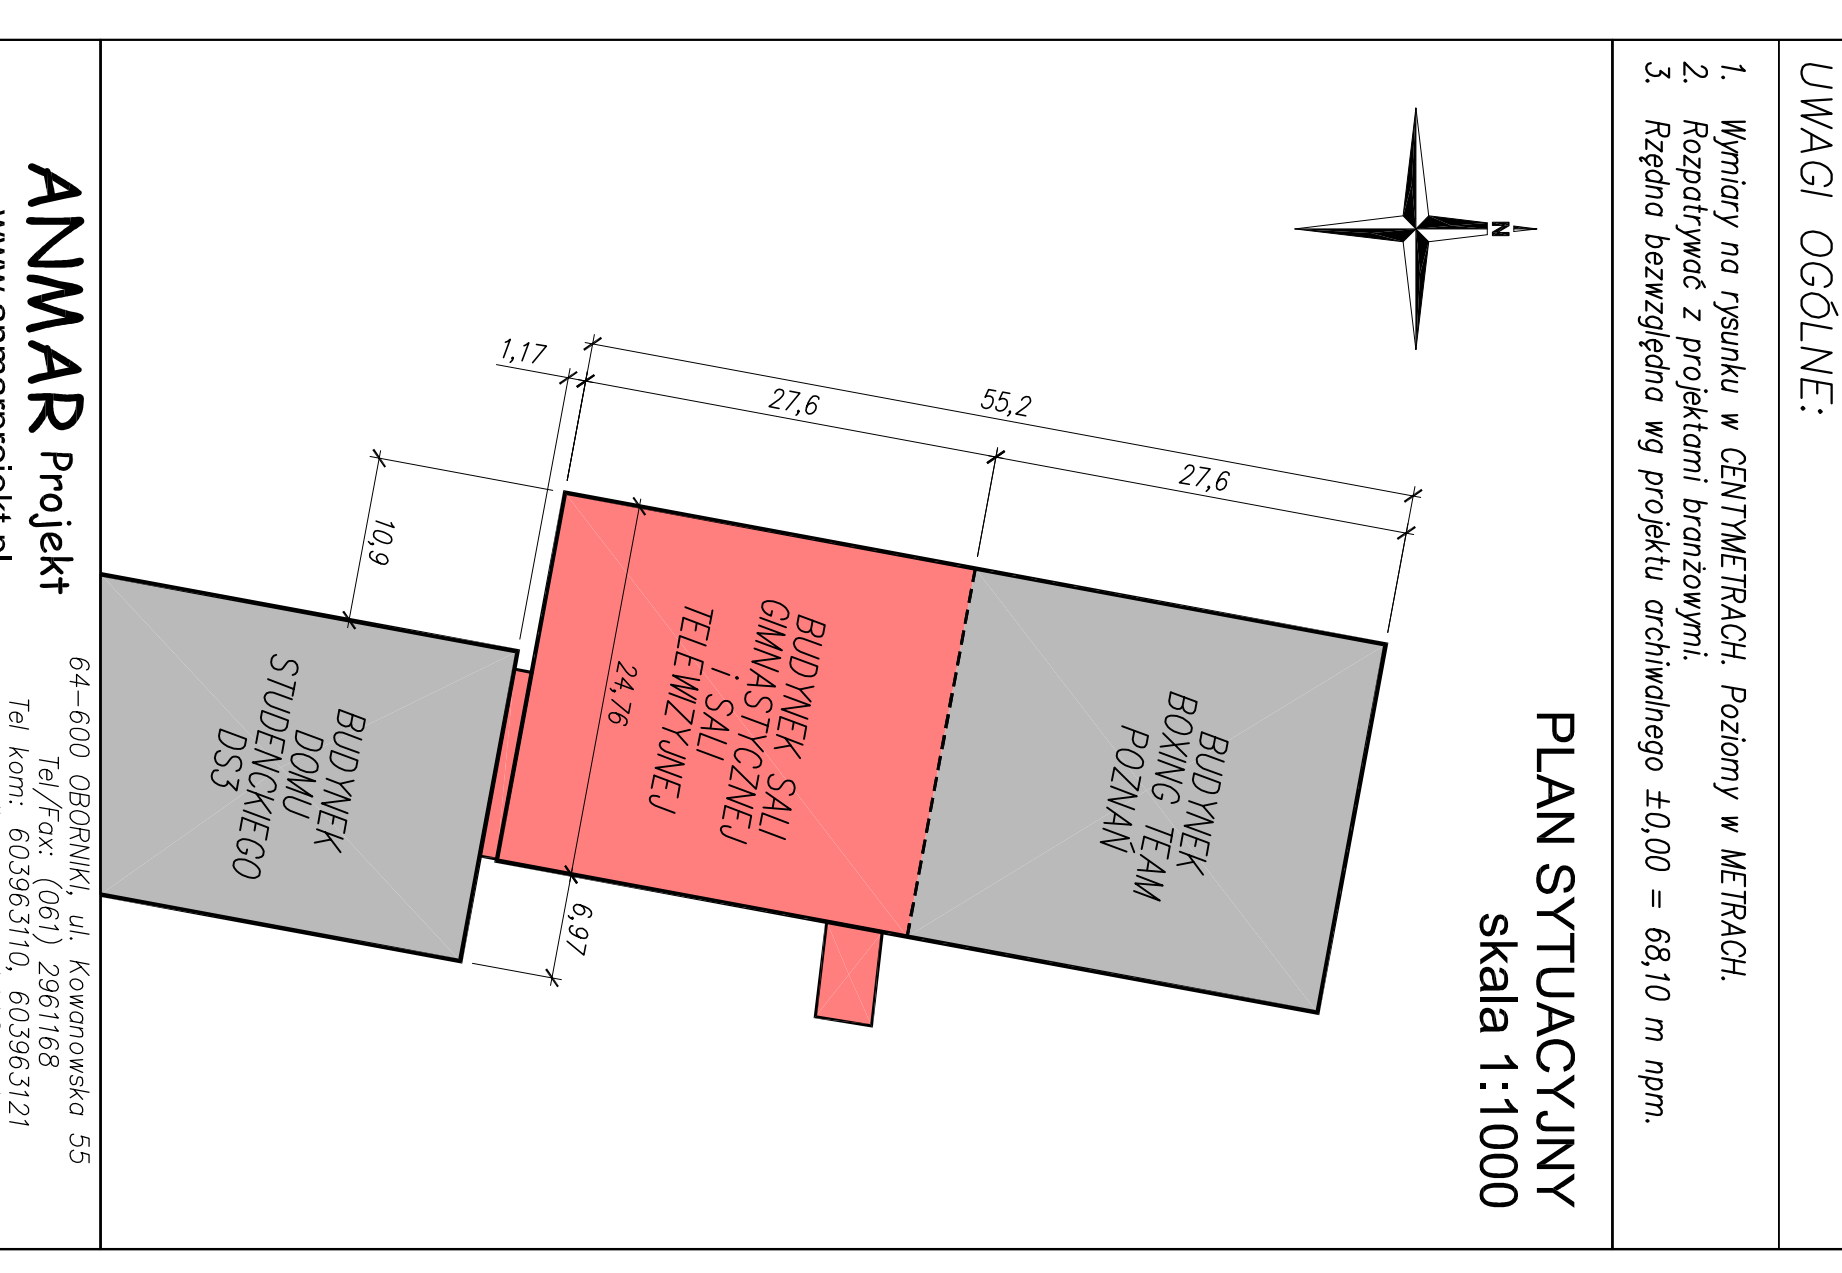 UWAGI OGÓLNE:
1. Wymiary na rysunku w CENTYMETRACH. Poziomy w METRACH.
2. Rozpatrywać z projektami branżowymi.
3. Rzędna bezwzględna wg projektu archiwalnego ±0,00 = 68,10 m npm.
PLAN SYTUACYJNY
skala 1:1000
N
55,2
27,6
27,6
1,17
10,9
24,76
6,97
BUDYNEK
BOXING TEAM
POZNAŃ
BUDYNEK SALI
GIMNASTYCZNEJ
i SALI
TELEWIZYJNEJ
BUDYNEK
DOMU
STUDENCKIEGO
DS3
ANMAR Projekt
www.anmarprojekt.pl
64-600 OBORNIKI, ul. Kowanowska 55
Tel/Fax: (061) 2961168
Tel kom: 603963110, 603963121